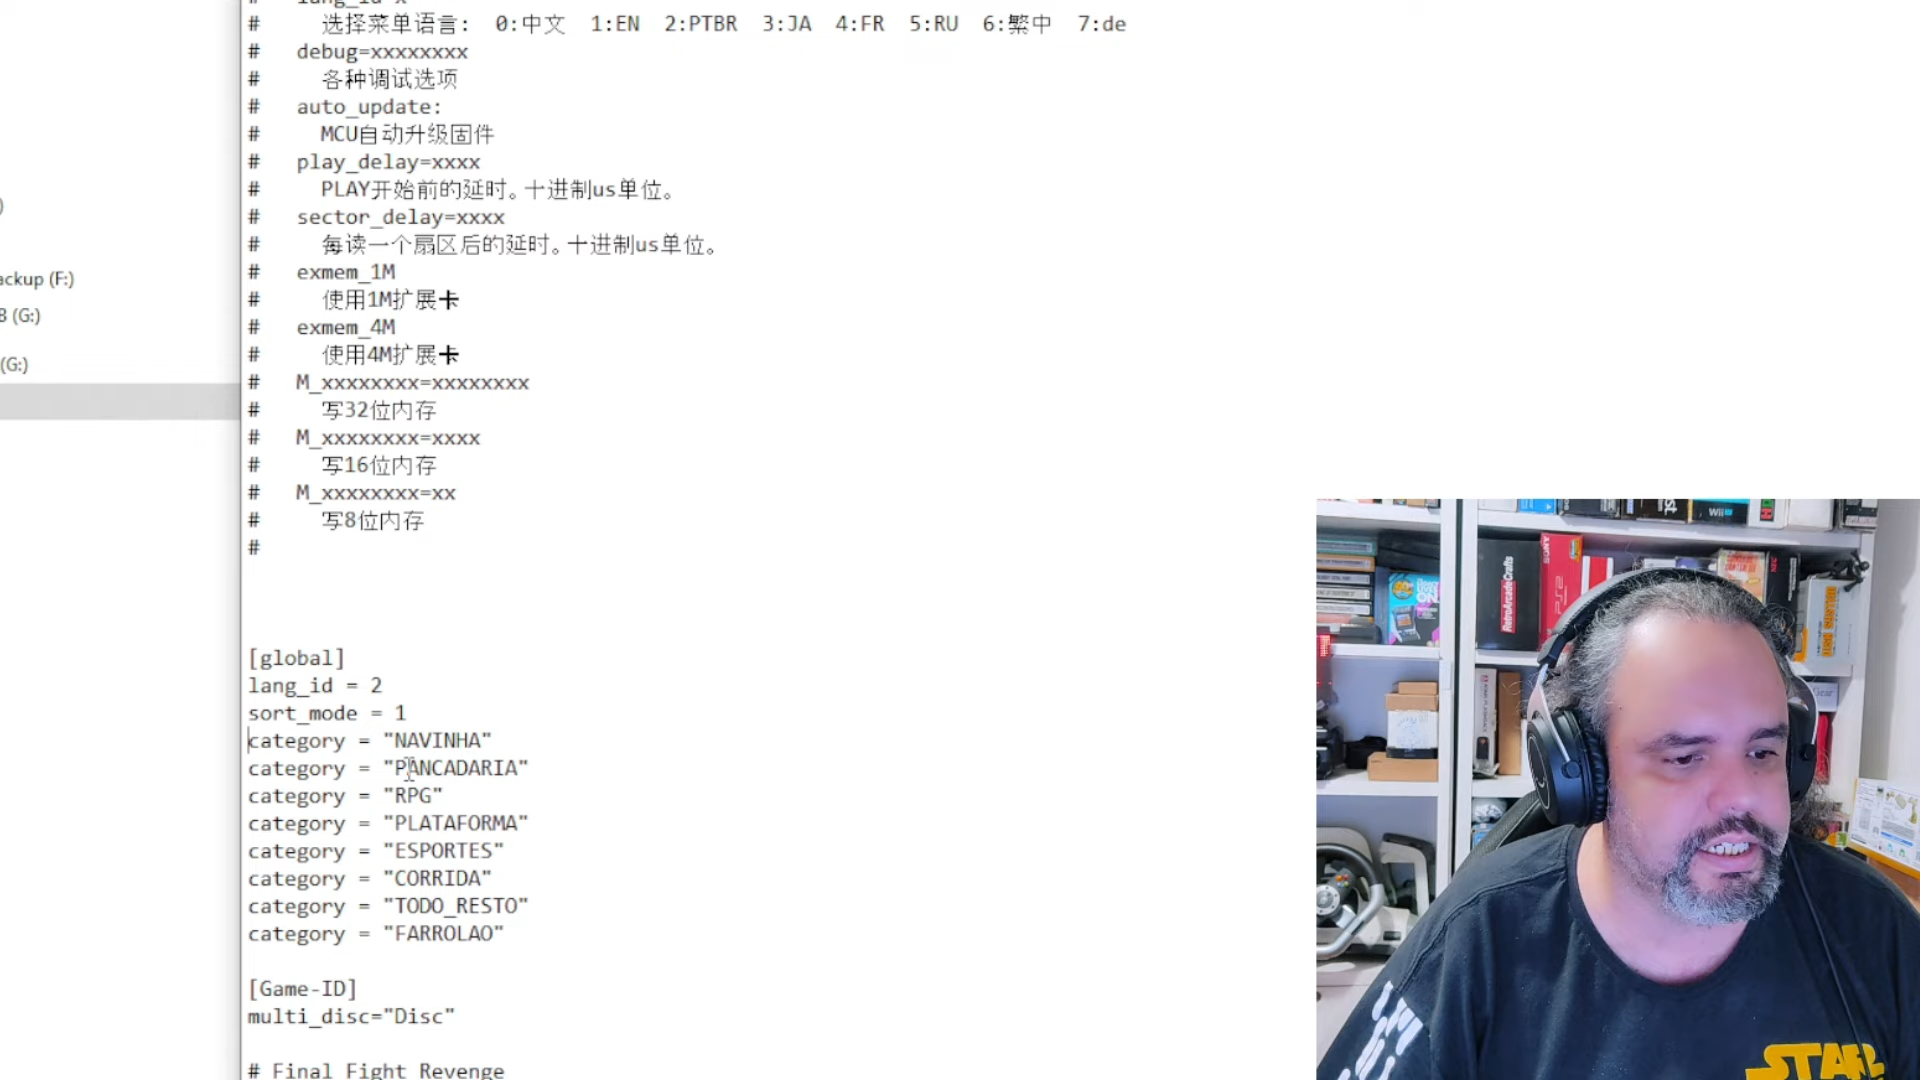 #   选择菜单语言： 0:中文  1:EN  2:PTBR  3:JA  4:FR  5:RU  6:繁中  7:de
#   debug=xxxxxxxx
#     各种调试选项
#   auto_update:
#     MCU自动升级固件
#   play_delay=xxxx
#     PLAY开始前的延时。十进制us单位。
#   sector_delay=xxxx
#     每读一个扇区后的延时。十进制us单位。
#   exmem_1M
#     使用1M扩展卡
#   exmem_4M
#     使用4M扩展卡
#   M_xxxxxxxx=xxxxxxxx
#     写32位内存
#   M_xxxxxxxx=xxxx
#     写16位内存
#   M_xxxxxxxx=xx
#     写8位内存
#
[global]
lang_id = 2
sort_mode = 1
category = "NAVINHA"
category = "PANCADARIA"
category = "RPG"
category = "PLATAFORMA"
category = "ESPORTES"
category = "CORRIDA"
category = "TODO_RESTO"
category = "FARROLAO"
[Game-ID]
multi_disc="Disc"
# Final Fight Revenge
ackup (F:)
(G:)
(G:)
Wii
SONY
RetroArcadeCrafts
PS2
NEC
Gear
STAR